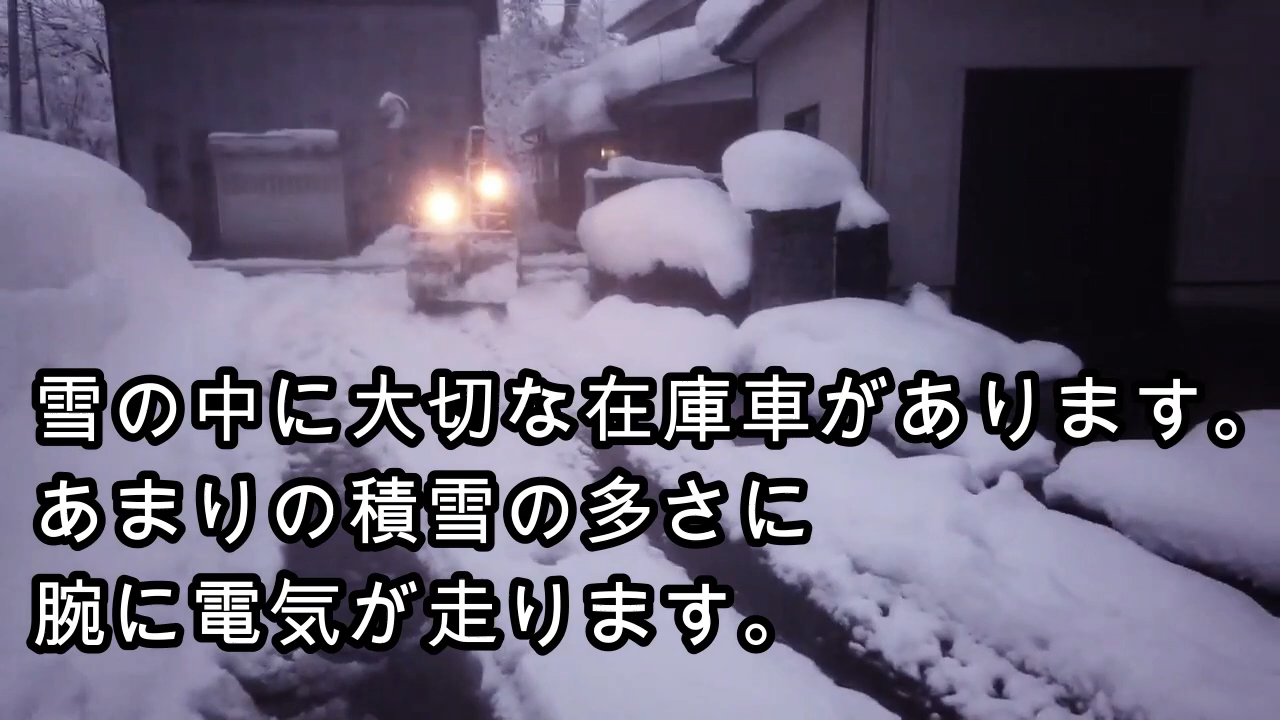 雪の中に大切な在庫車があります。
あまりの積雪の多さに
腕に電気が走ります。